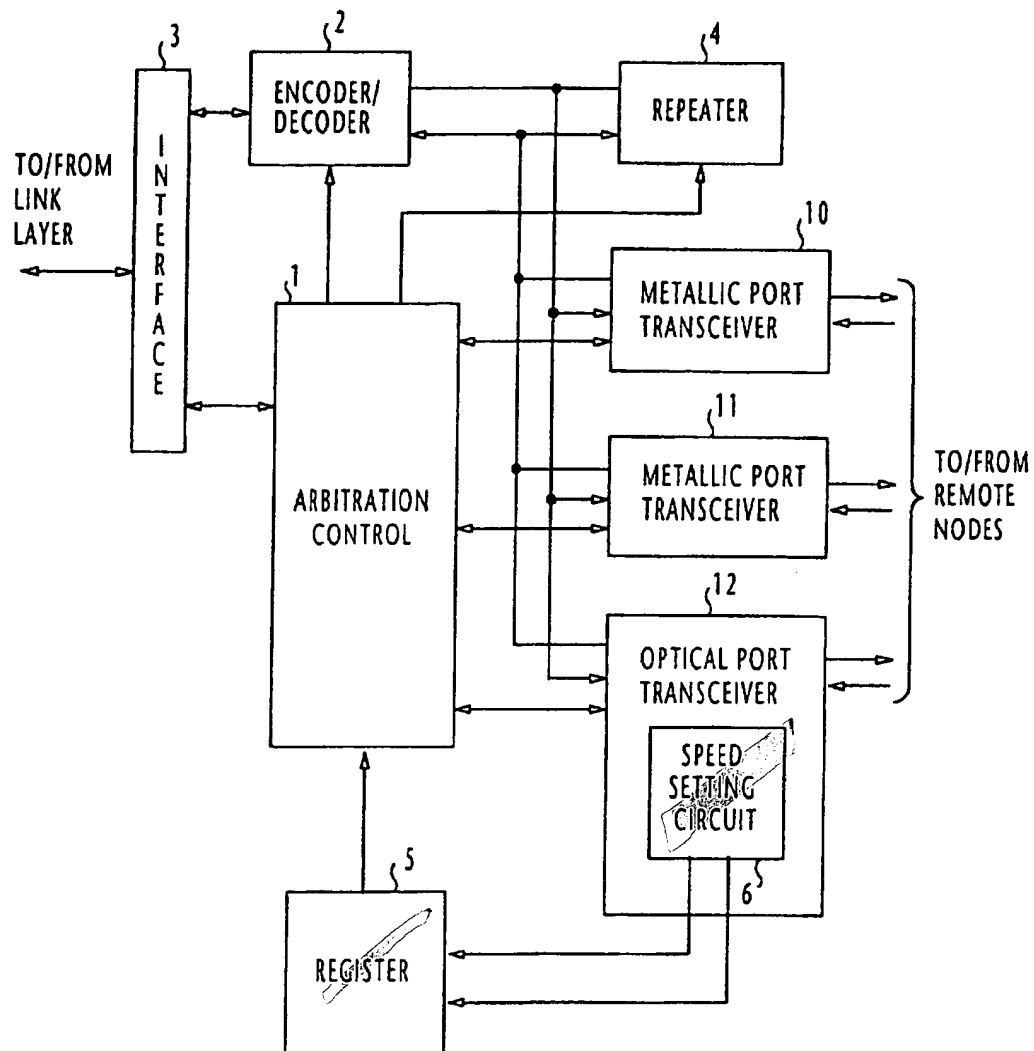 2
4
3
ENCODER/
DECODER
REPEATER
TO/FROM
LINK
LAYER
INTERFACE
10
1
METALLIC PORT
TRANSCEIVER
11
ARBITRATION
CONTROL
METALLIC PORT
TRANSCEIVER
TO/FROM
REMOTE
NODES
12
OPTICAL PORT
TRANSCEIVER
SPEED
SETTING
CIRCUIT
6
5
REGISTER